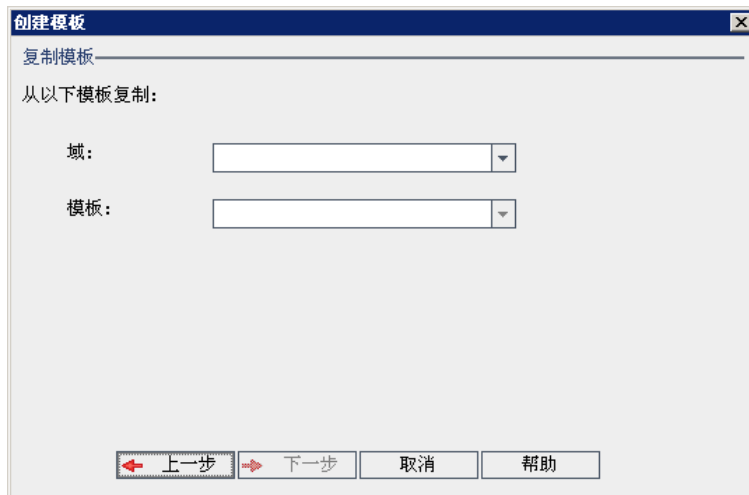 创建模板
复制模板
从以下模板复制：
域：
模板：
上一步 下一步 取消 帮助